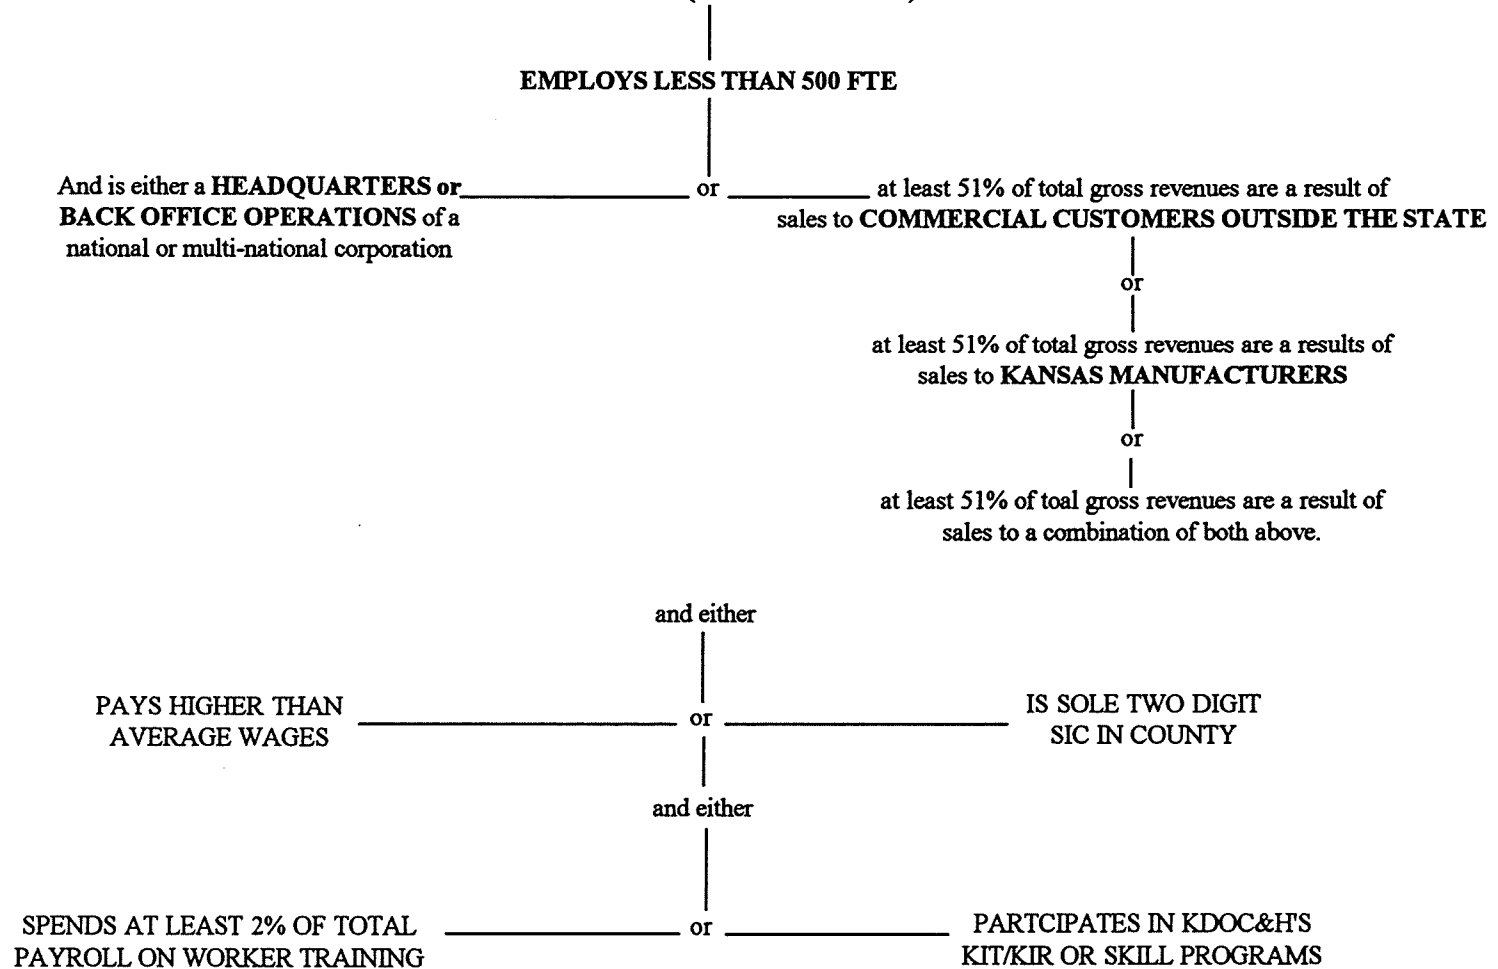 EMPLOYS LESS THAN 500 FTE
And is either a HEADQUARTERS or
BACK OFFICE OPERATIONS of a
national or multi-national corporation
or
at least 51% of total gross revenues are a result of
sales to COMMERCIAL CUSTOMERS OUTSIDE THE STATE
or
at least 51% of total gross revenues are a results of
sales to KANSAS MANUFACTURERS
or
at least 51% of toal gross revenues are a result of
sales to a combination of both above.
and either
PAYS HIGHER THAN
AVERAGE WAGES
or
IS SOLE TWO DIGIT
SIC IN COUNTY
and either
SPENDS AT LEAST 2% OF TOTAL
PAYROLL ON WORKER TRAINING
or
PARTCIPATES IN KDOC&H'S
KIT/KIR OR SKILL PROGRAMS